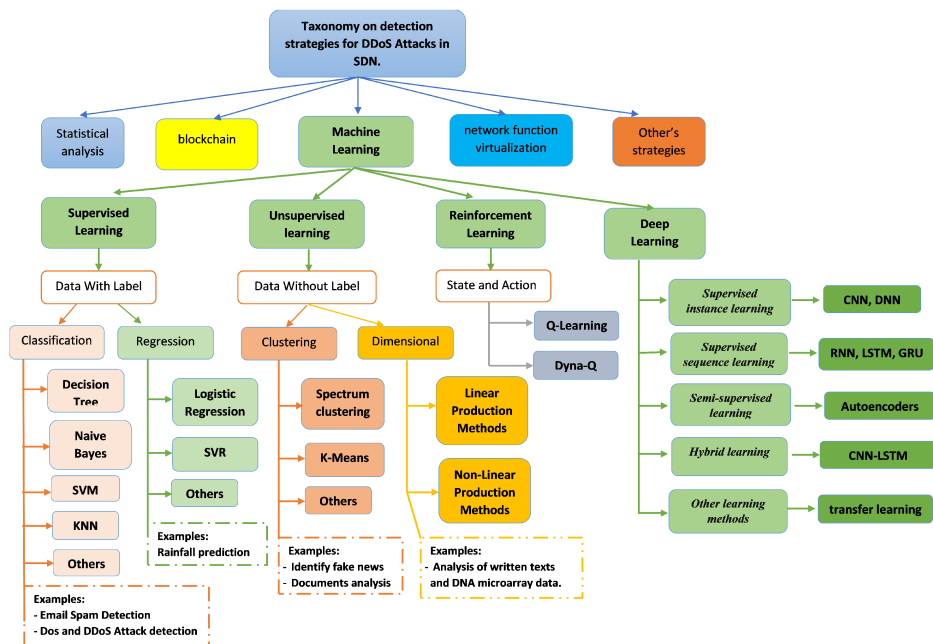 Taxonomy on detection
strategies for DDoS Attacks in
SDN.
Statistical
analysis
blockchain
Machine
Learning
network function
virtualization
Other's
strategies
Supervised
Learning
Unsupervised
learning
Reinforcement
Learning
Deep
Learning
Data With Label
Data Without Label
State and Action
Classification
Regression
Clustering
Dimensional
Q-Learning
Dyna-Q
Decision
Tree
Naive
Bayes
SVM
KNN
Others
Examples:
- Email Spam Detection
- Dos and DDoS Attack detection
Logistic
Regression
SVR
Others
Examples:
Rainfall prediction
Spectrum
clustering
K-Means
Others
Examples:
- Identify fake news
- Documents analysis
Linear
Production
Methods
Non-Linear
Production
Methods
Examples:
- Analysis of written texts
and DNA microarray data.
Supervised
instance learning
CNN, DNN
Supervised
sequence learning
RNN, LSTM, GRU
Semi-supervised
learning
Autoencoders
Hybrid learning
CNN-LSTM
Other learning
methods
transfer learning